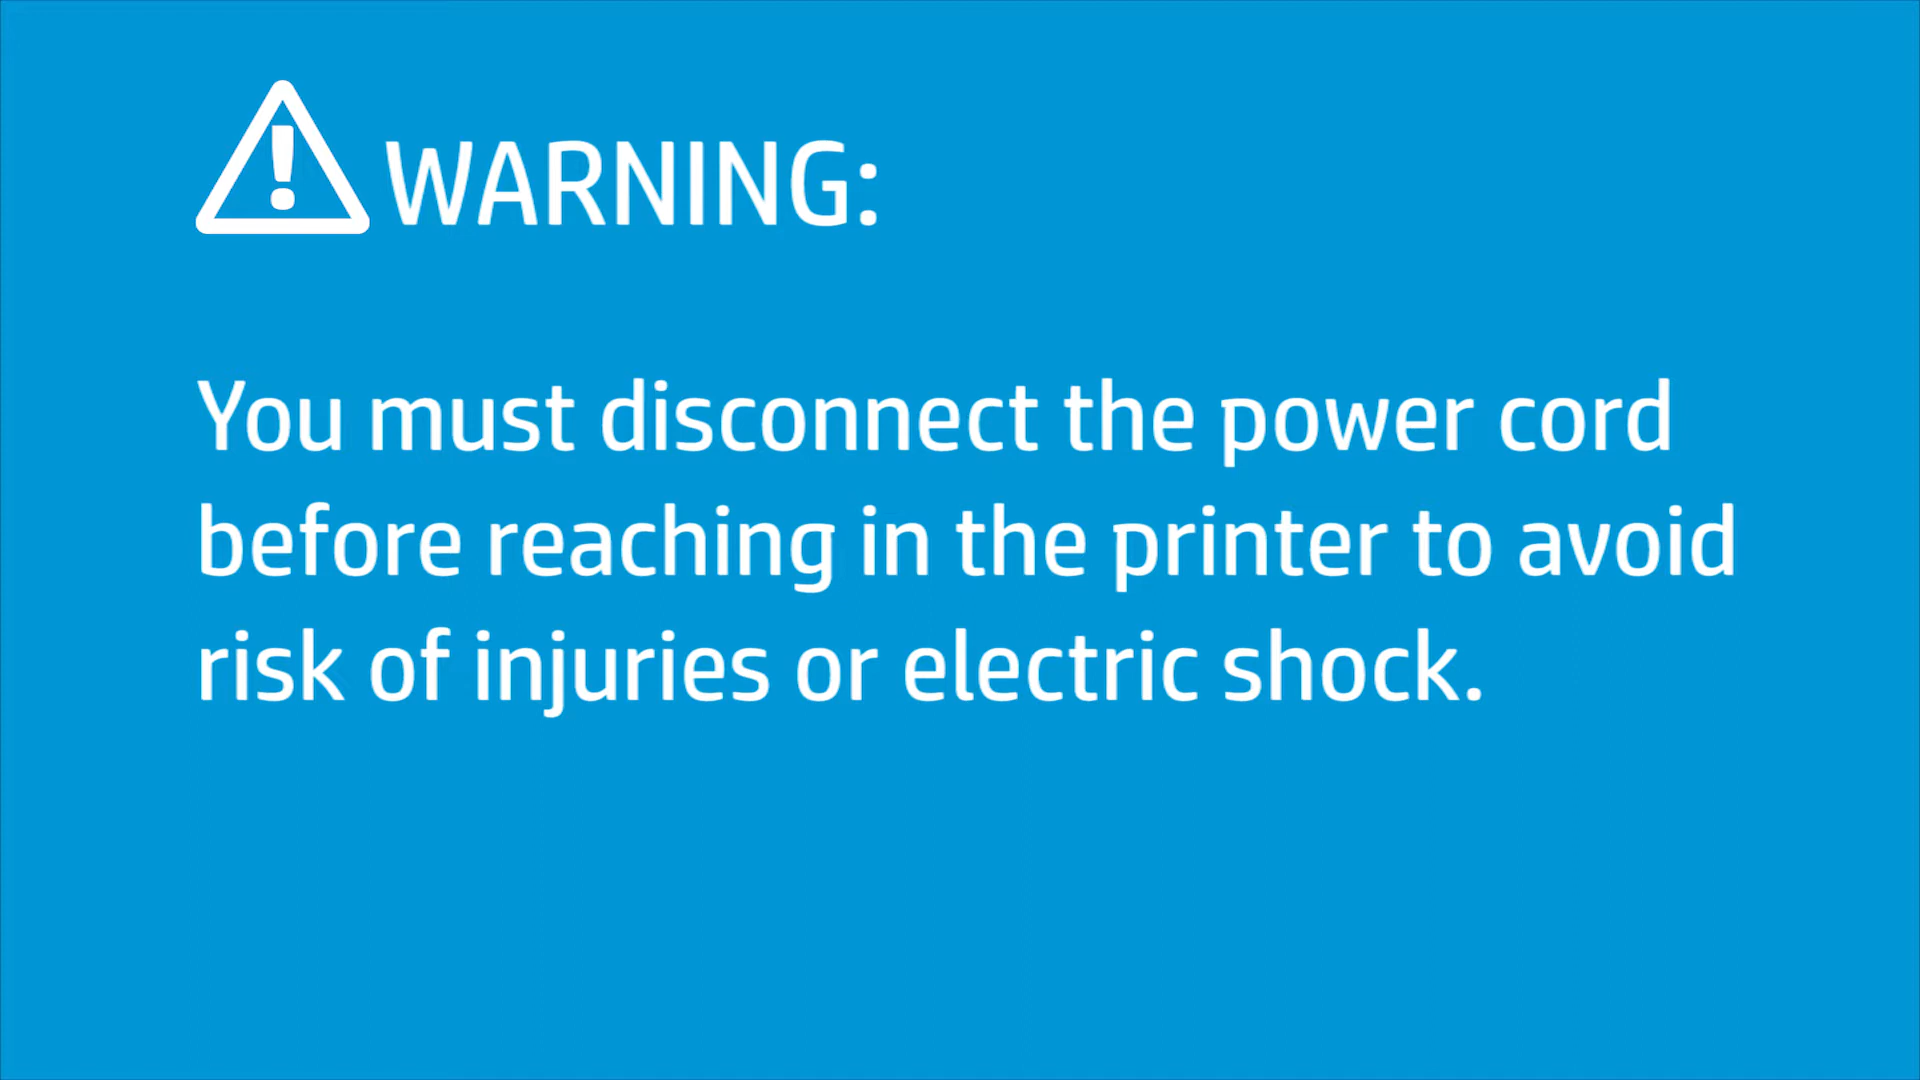 WARNING:
You must disconnect the power cord
before reaching in the printer to avoid
risk of injuries or electric shock.